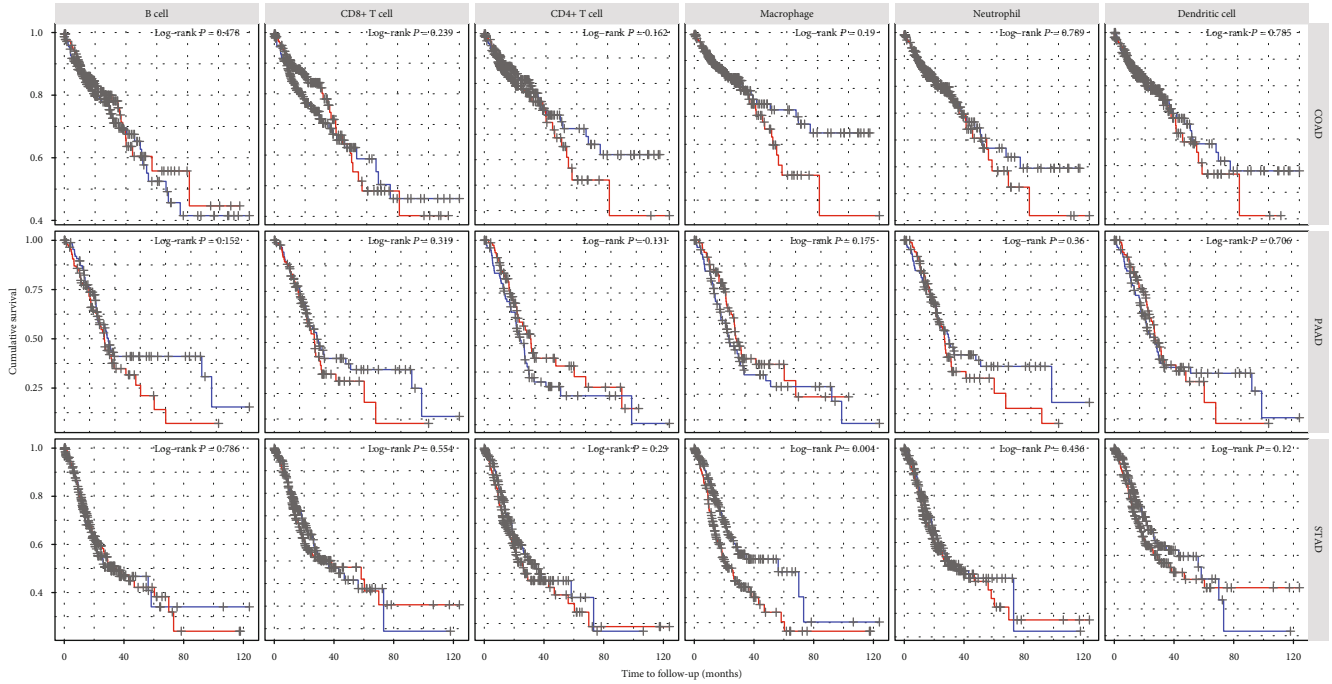 B cell CD8+ T cell CD4+ T cell Macrophage Neutrophil Dendritic cell
1.0 Log−rank P = 0.478 Log−rank P = 0.239 Log−rank P = 0.162 Log−rank P = 0.19 Log−rank P = 0.789 Log−rank P = 0.785
0.8
COAD
0.6
0.4
1.00 Log−rank P = 0.152 Log−rank P = 0.319 Log−rank P = 0.131 Log−rank P = 0.175 Log−rank P = 0.36 Log−rank P = 0.706
0.75
Cumulative survival
PAAD
0.50
0.25
1.0 Log−rank P = 0.786 Log−rank P = 0.554 Log−rank P = 0.29 Log−rank P = 0.004 Log−rank P = 0.436 Log−rank P = 0.12
0.8
STAD
0.6
0.4
0 40 80 120 0 40 80 120 0 40 80 120 0 40 80 120 0 40 80 120 0 40 80 120
Time to follow-up (months)